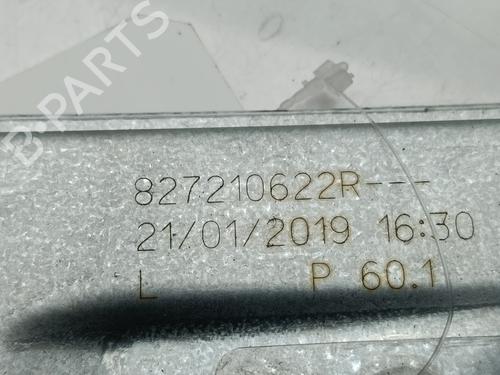 B PARTS
827210622R---
21/01/2019 16:30
L P 60.1